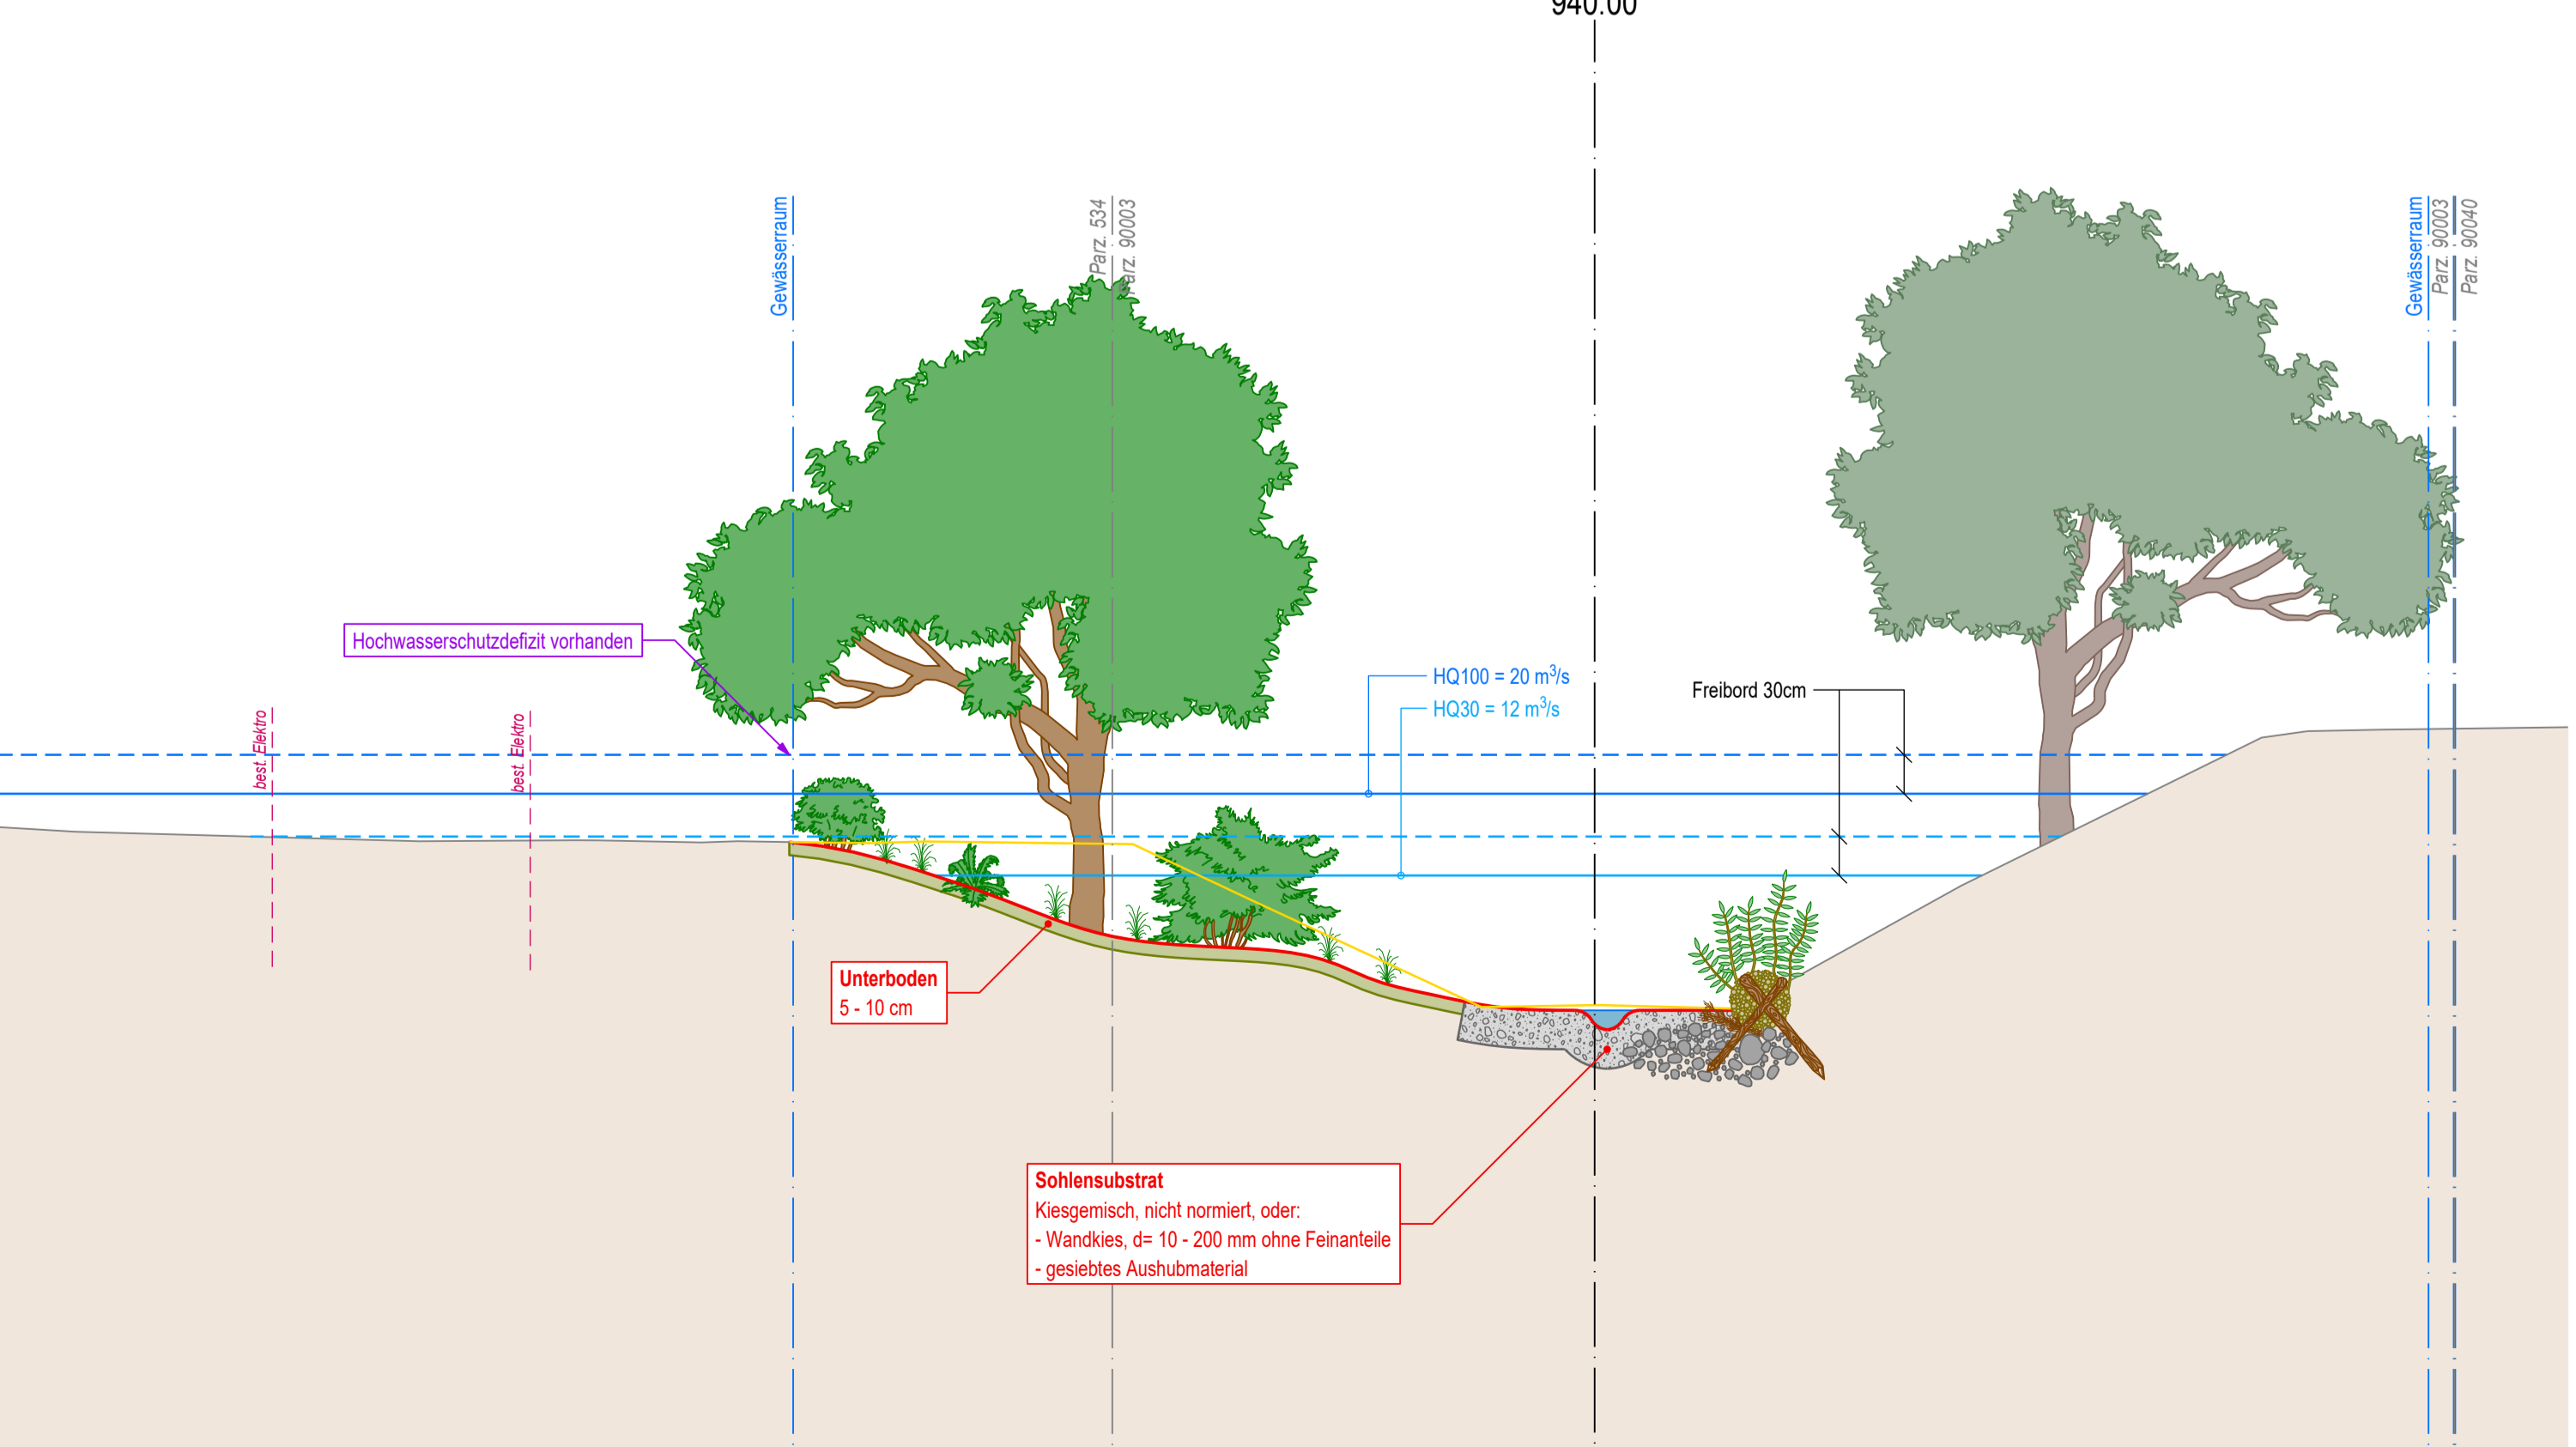 940.00
Gewässerraum
Parz. 534
Parz. 90003
Gewässerraum
Parz. 90003
Parz. 90040
Hochwasserschutzdefizit vorhanden
HQ100 = 20 m³/s
HQ30 = 12 m³/s
Freibord 30cm
best. Elektro
best. Elektro
Unterboden
5 - 10 cm
Sohlensubstrat
Kiesgemisch, nicht normiert, oder:
- Wandkies, d= 10 - 200 mm ohne Feinanteile
- gesiebtes Aushubmaterial